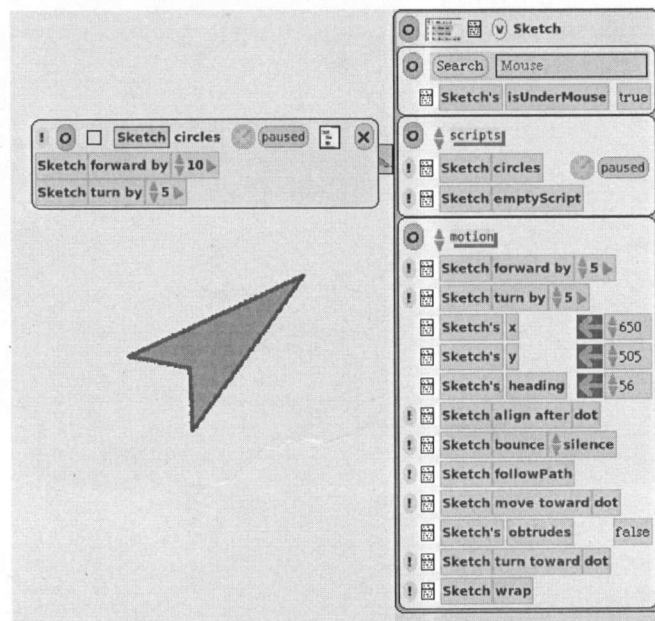 ! Sketch circles paused
Sketch forward by 10
Sketch turn by 5
v Sketch
Search Mouse
Sketch's isUnderMouse true
scripts
! Sketch circles paused
! Sketch emptyScript
motion
! Sketch forward by 5
! Sketch turn by 5
Sketch's x 650
Sketch's y 505
Sketch's heading 56
! Sketch align after dot
! Sketch bounce silence
! Sketch followPath
! Sketch move toward dot
Sketch's obtrudes false
! Sketch turn toward dot
! Sketch wrap